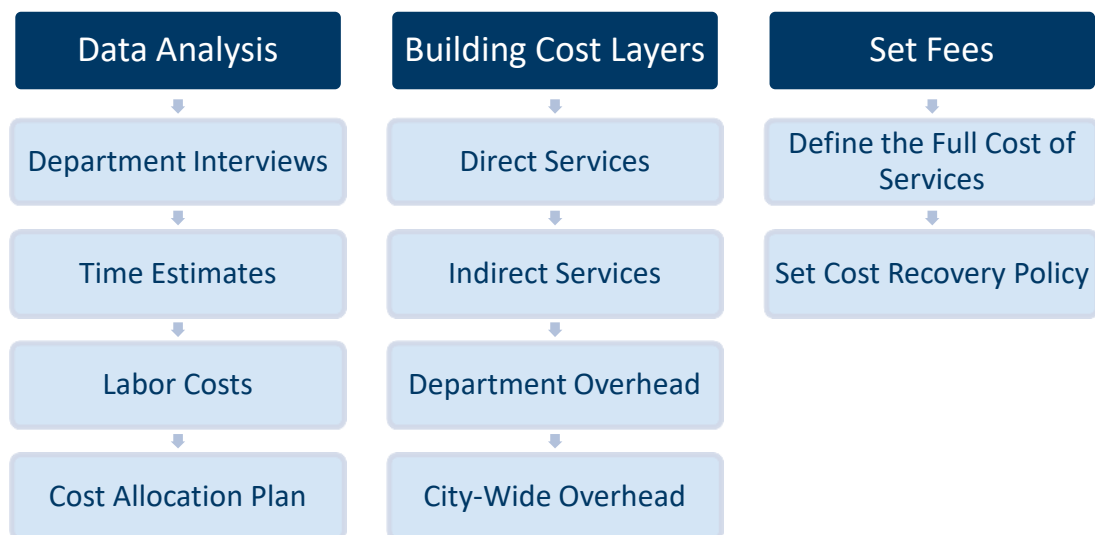 Data Analysis
Department Interviews
Time Estimates
Labor Costs
Cost Allocation Plan
Building Cost Layers
Direct Services
Indirect Services
Department Overhead
City-Wide Overhead
Set Fees
Define the Full Cost of
Services
Set Cost Recovery Policy